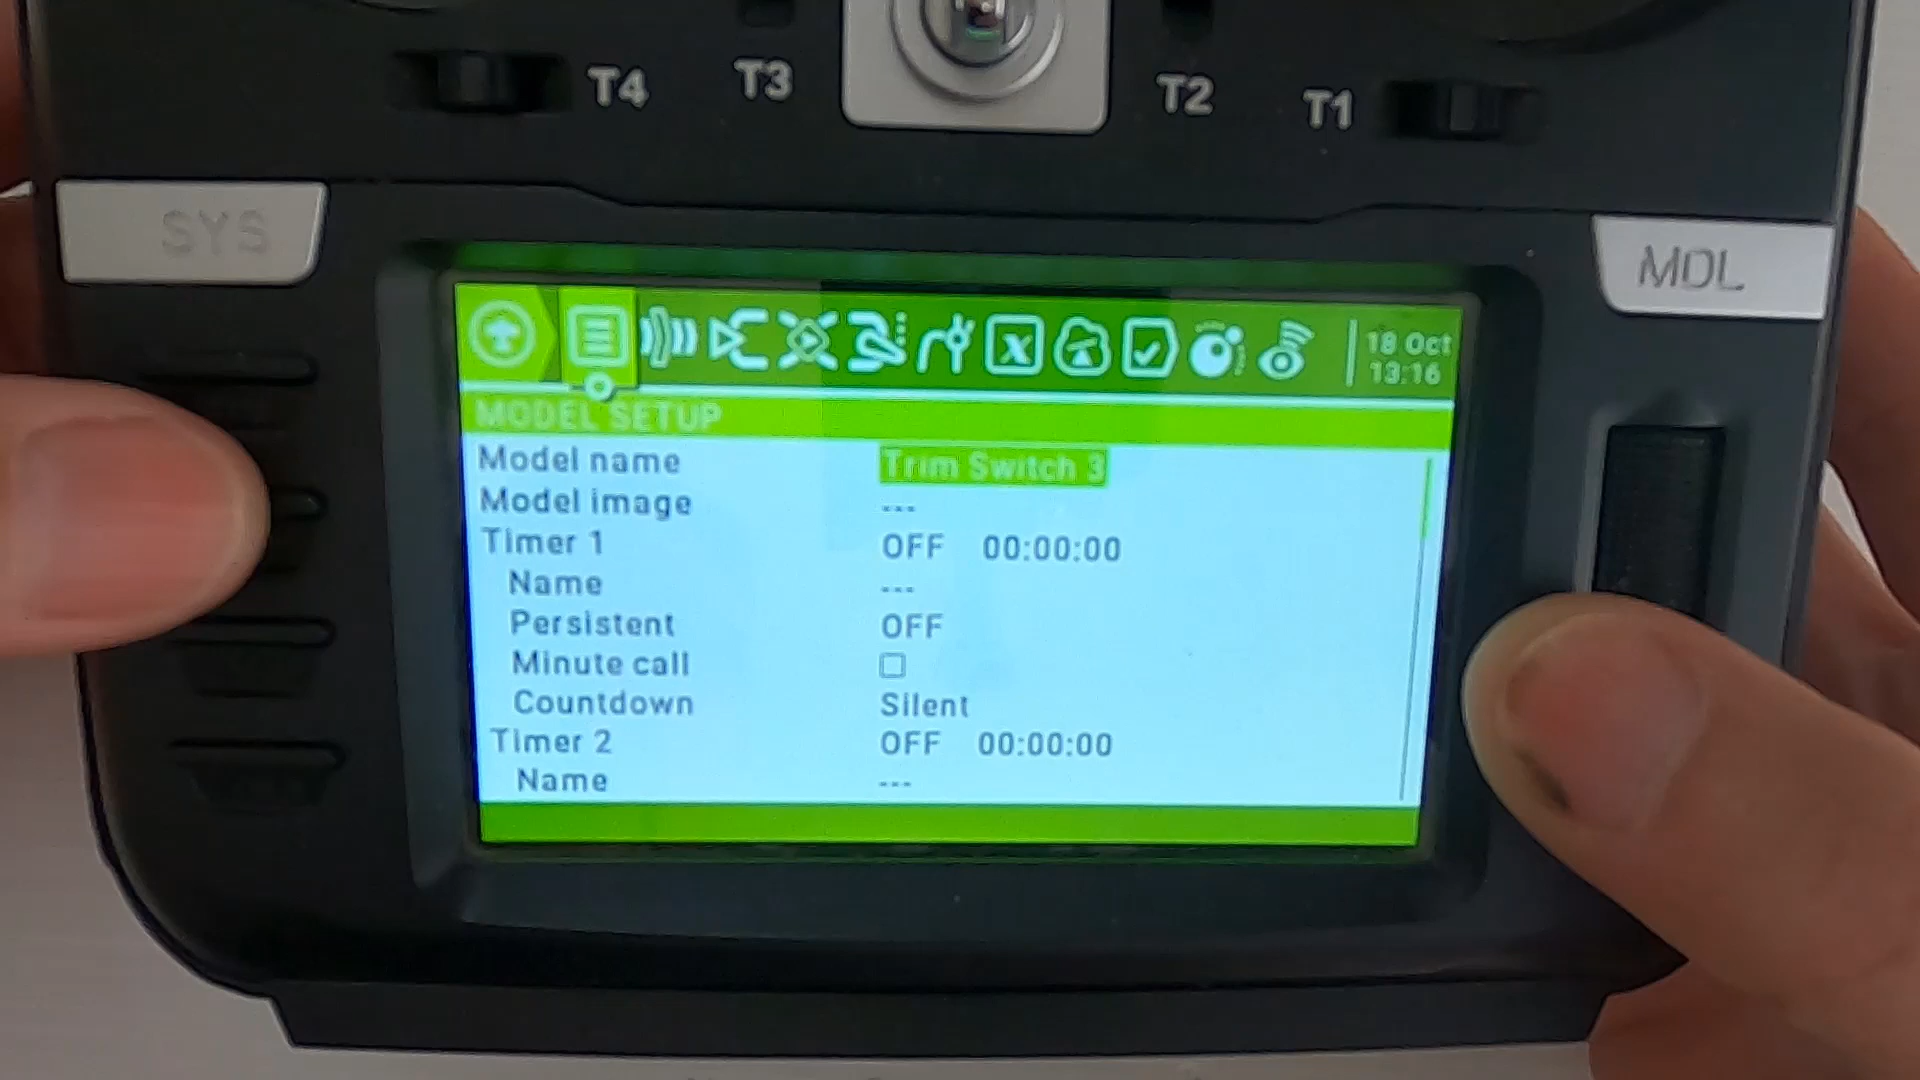 T4 T3 T2 T1
SYS
MDL
18 Oct
13:16
MODEL SETUP
Model name Trim Switch 3
Model image ---
Timer 1 OFF 00:00:00
Name ---
Persistent OFF
Minute call
Countdown Silent
Timer 2 OFF 00:00:00
Name ---